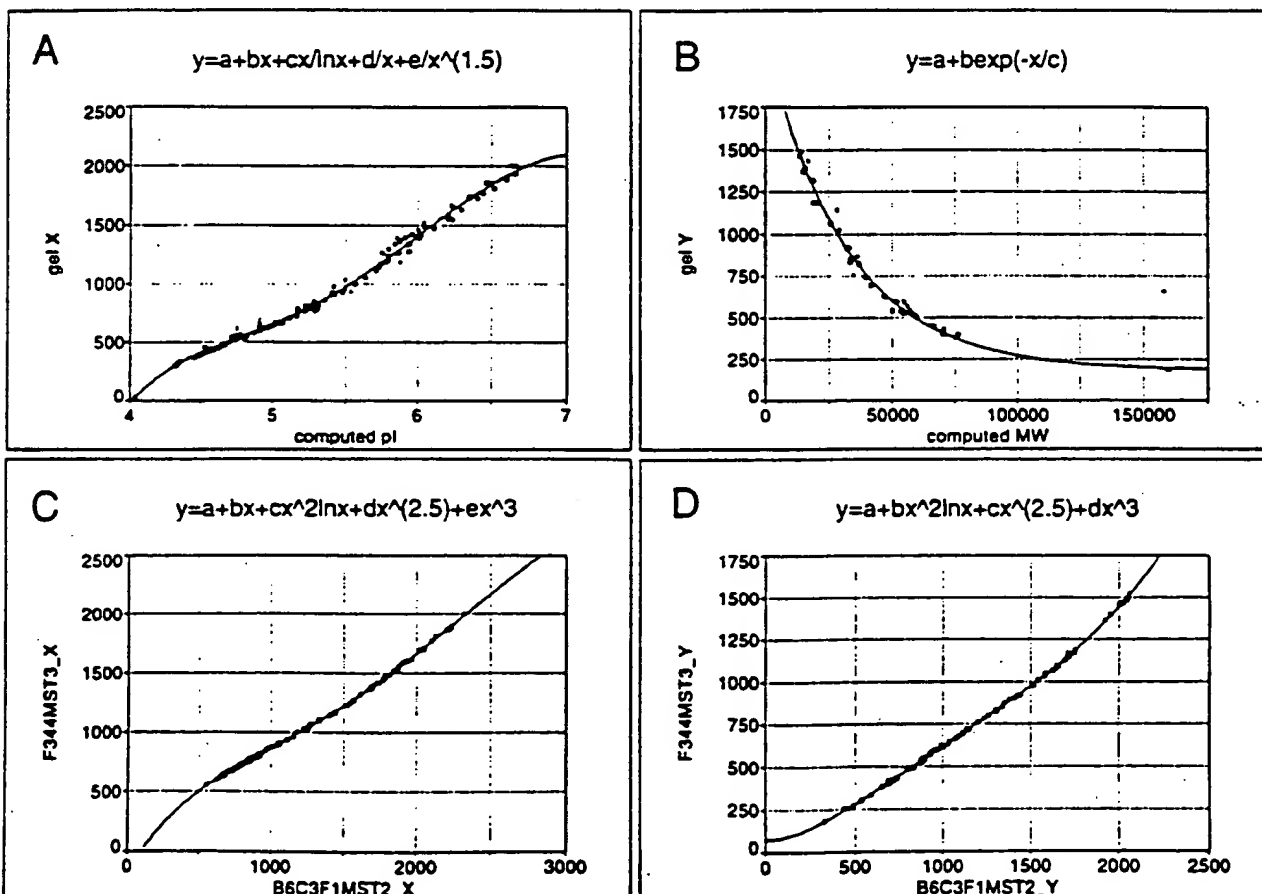 A
y=a+bx+cx/lnx+d/x+e/x^(1.5)
2500
2000
1500
1000
500
0
gel X
4
5
6
7
computed pI
B
y=a+bexp(-x/c)
1750
1500
1250
1000
750
500
250
0
gel Y
0
50000
100000
150000
computed MW
C
y=a+bx+cx^2lnx+dx^(2.5)+ex^3
2500
2000
1500
1000
500
0
F344MST3_X
0
1000
2000
3000
B6C3F1MST2_X
D
y=a+bx^2lnx+cx^(2.5)+dx^3
1750
1500
1250
1000
750
500
250
0
F344MST3_Y
0
500
1000
1500
2000
2500
B6C3F1MST2_Y